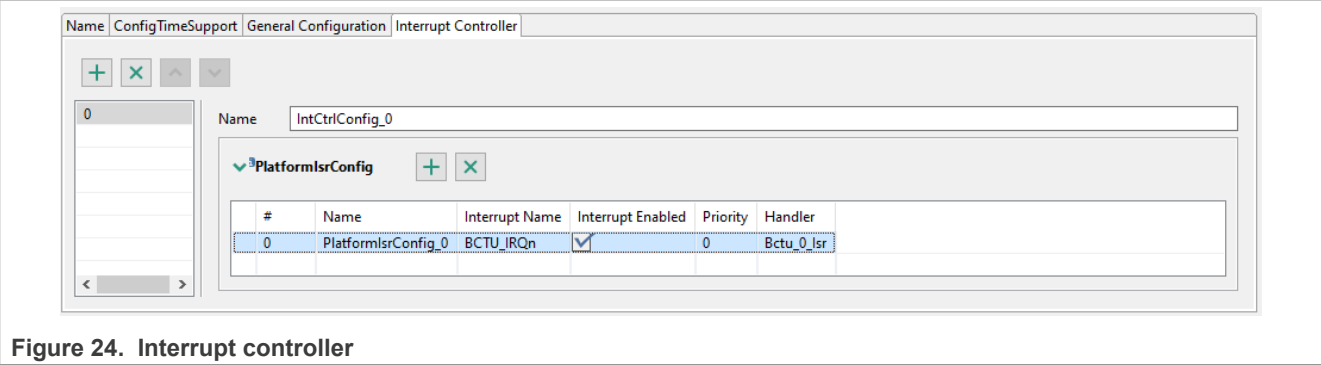 Name ConfigTimeSupport General Configuration Interrupt Controller
0
Name IntCtrlConfig_0
PlatformIsrConfig
# Name Interrupt Name Interrupt Enabled Priority Handler
0 PlatformIsrConfig_0 BCTU_IRQn 0 Bctu_0_Isr
Figure 24. Interrupt controller